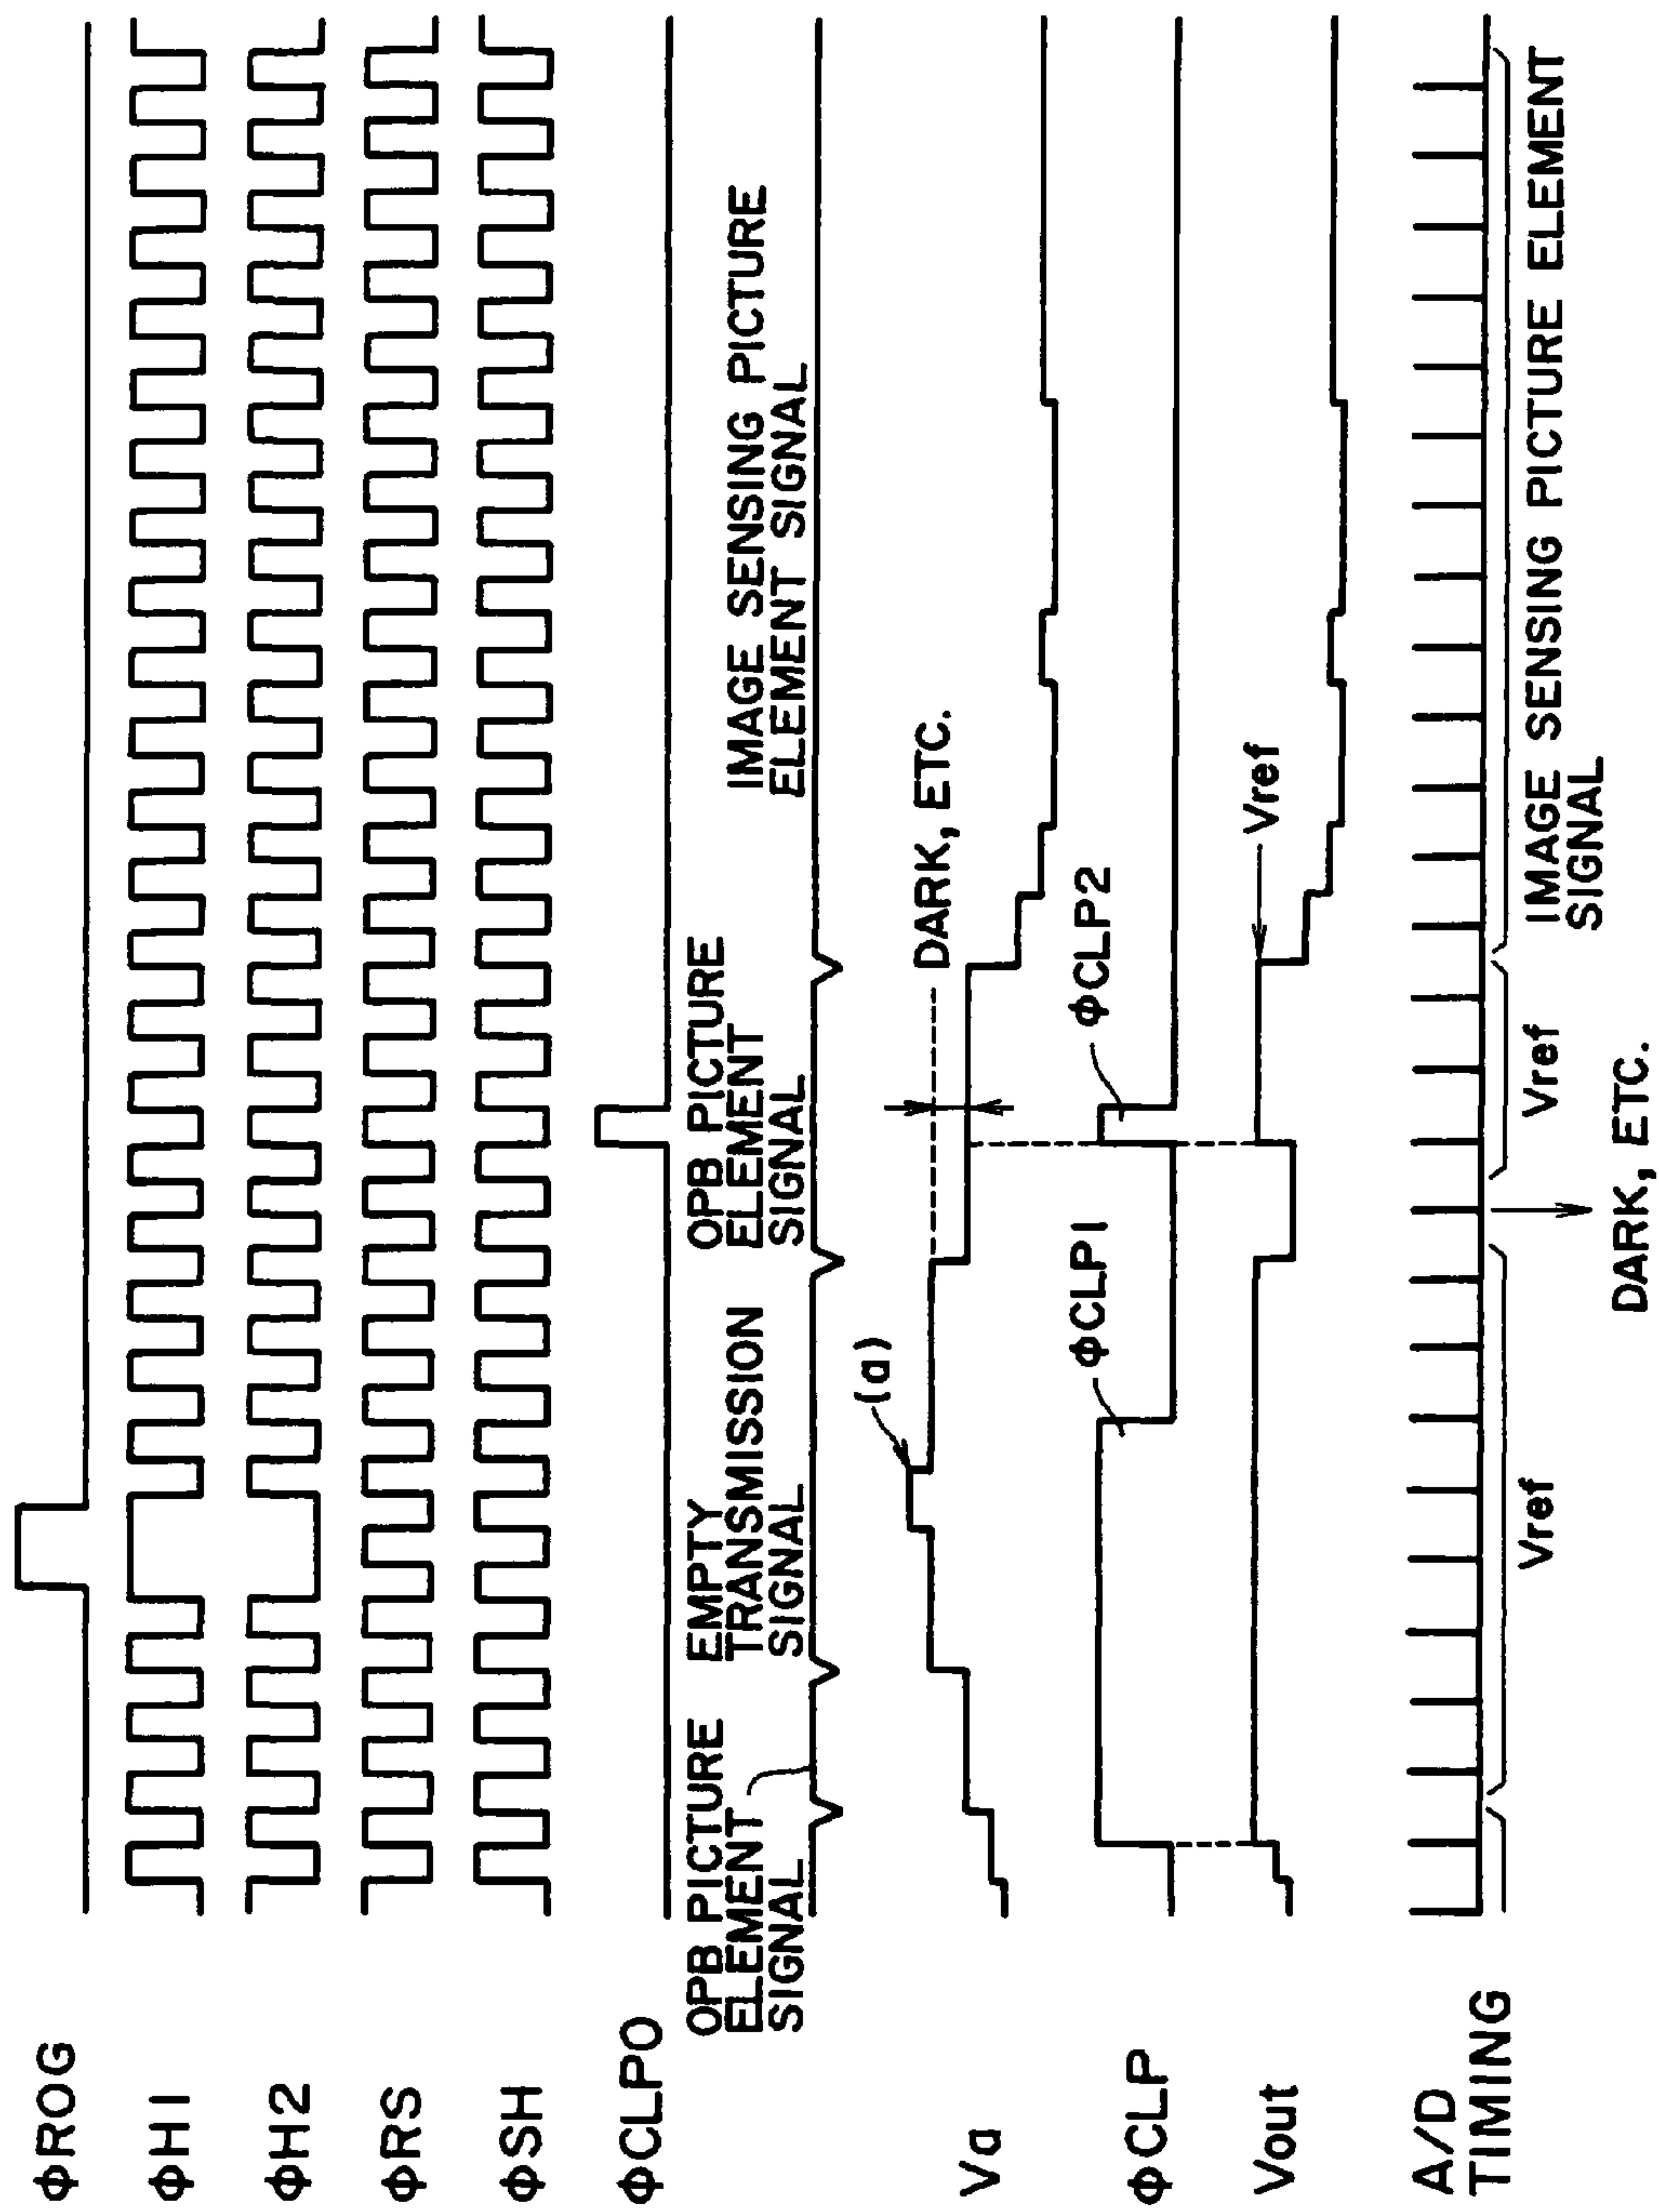 ΦROG
ΦH1
ΦH2
ΦRS
ΦSH
ΦCLPO
OPB PICTURE
ELEMENT
SIGNAL
EMPTY
TRANSMISSION
SIGNAL
OPB PICTURE
ELEMENT
SIGNAL
IMAGE SENSING PICTURE
ELEMENT SIGNAL
Va
(a)
DARK, ETC.
ΦCLP
ΦCLP1
ΦCLP2
Vout
Vref
A/D
TIMING
Vref
DARK, ETC.
Vref
IMAGE SENSING PICTURE ELEMENT
SIGNAL